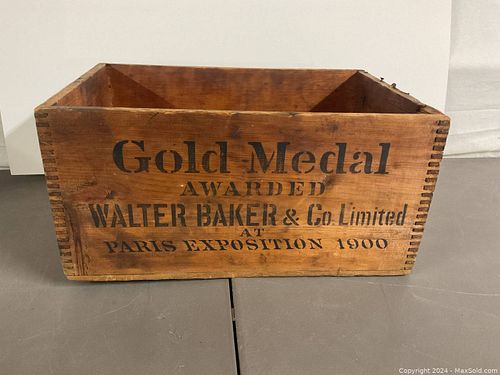 Gold Medal
AWARDED
WALTER BAKER & Co. Limited
AT
PARIS EXPOSITION 1900
Copyright 2024 - MaxSold.com